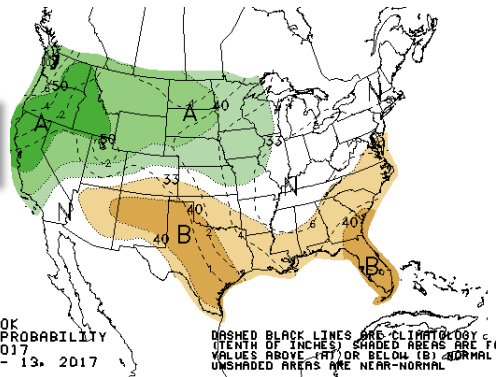 50
A
A
40
50
33
N
N
33
N
40
B
40
40
B
OK
PROBABILITY
017
- 13, 2017
DASHED BLACK LINES ARE CLIMATOLOGY
(TENTH OF INCHES) SHADED AREAS ARE FO
VALUES ABOVE (A) OR BELOW (B) NORMAL
UNSHADED AREAS ARE NEAR-NORMAL